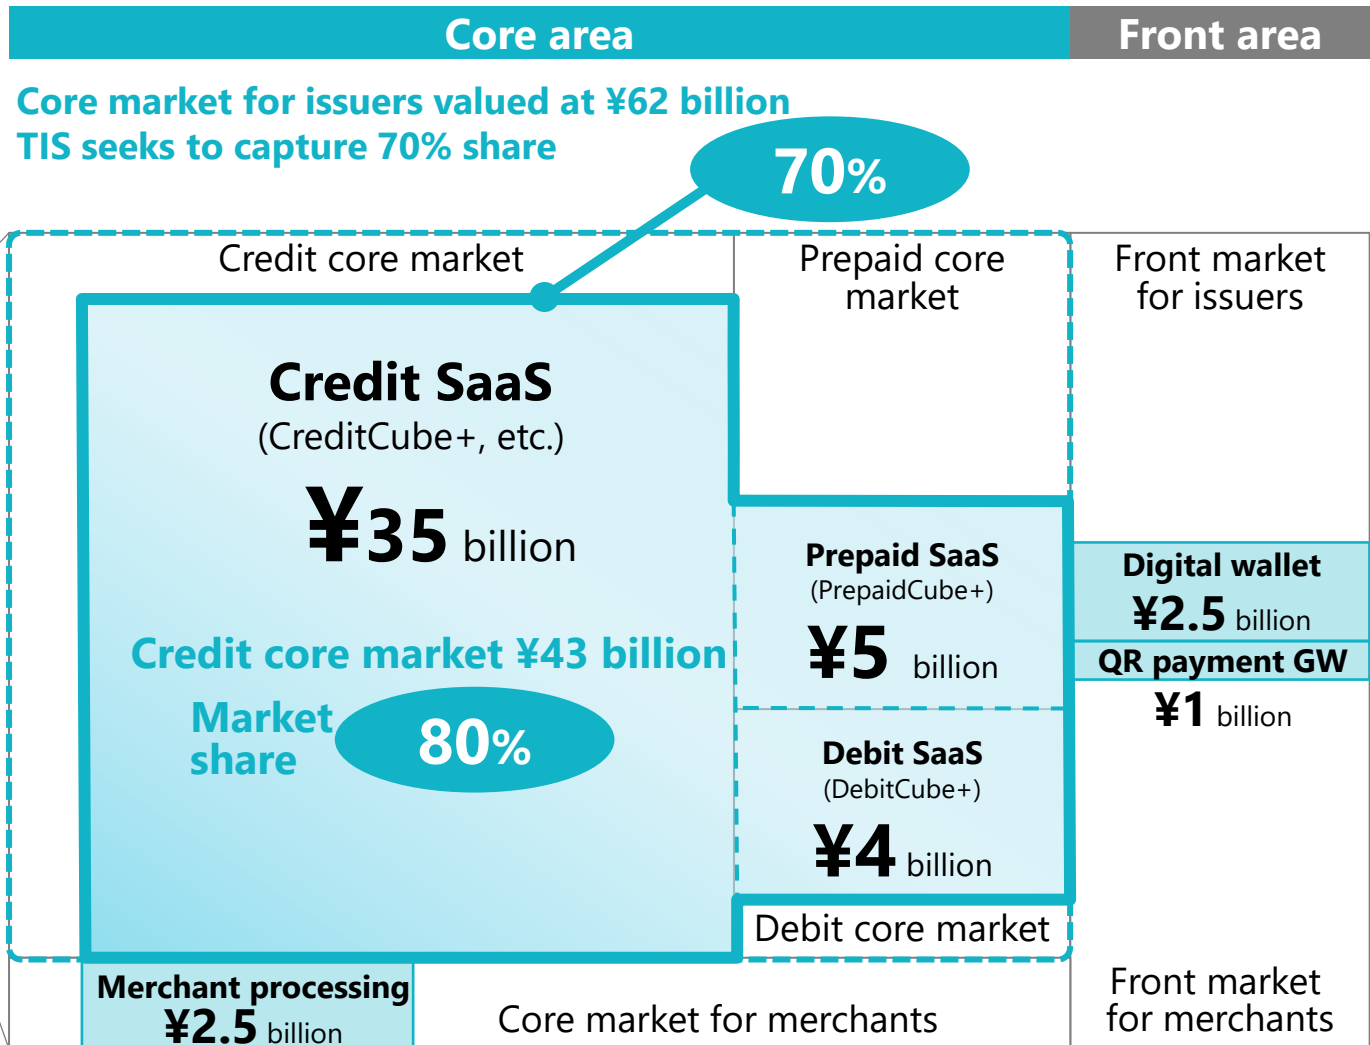 Core area
Front area
Core market for issuers valued at ¥62 billion
TIS seeks to capture 70% share
70%
Credit core market
Prepaid core
market
Front market
for issuers
Credit SaaS
(CreditCube+, etc.)
¥35 billion
Credit core market ¥43 billion
Market
share
80%
Prepaid SaaS
(PrepaidCube+)
¥5 billion
Debit SaaS
(DebitCube+)
¥4 billion
Debit core market
Digital wallet
¥2.5 billion
QR payment GW
¥1 billion
Merchant processing
¥2.5 billion
Core market for merchants
Front market
for merchants